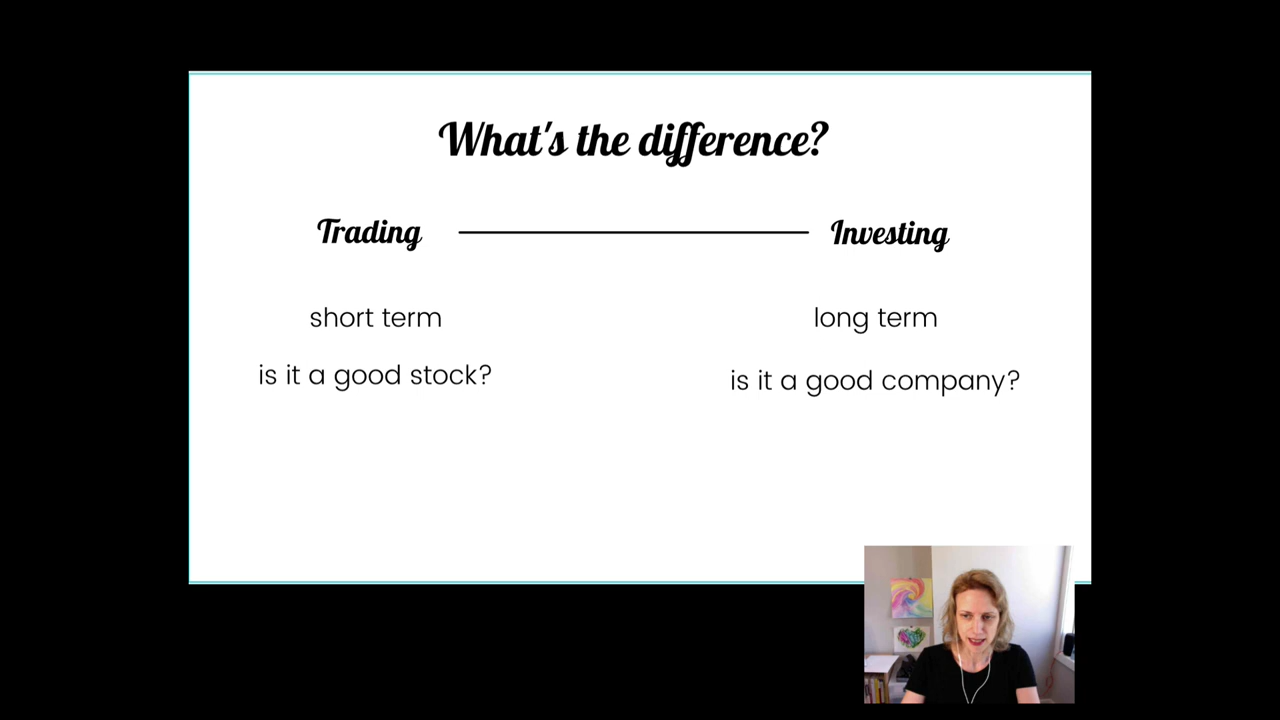 What's the difference?
Trading
Investing
short term
long term
is it a good stock?
is it a good company?